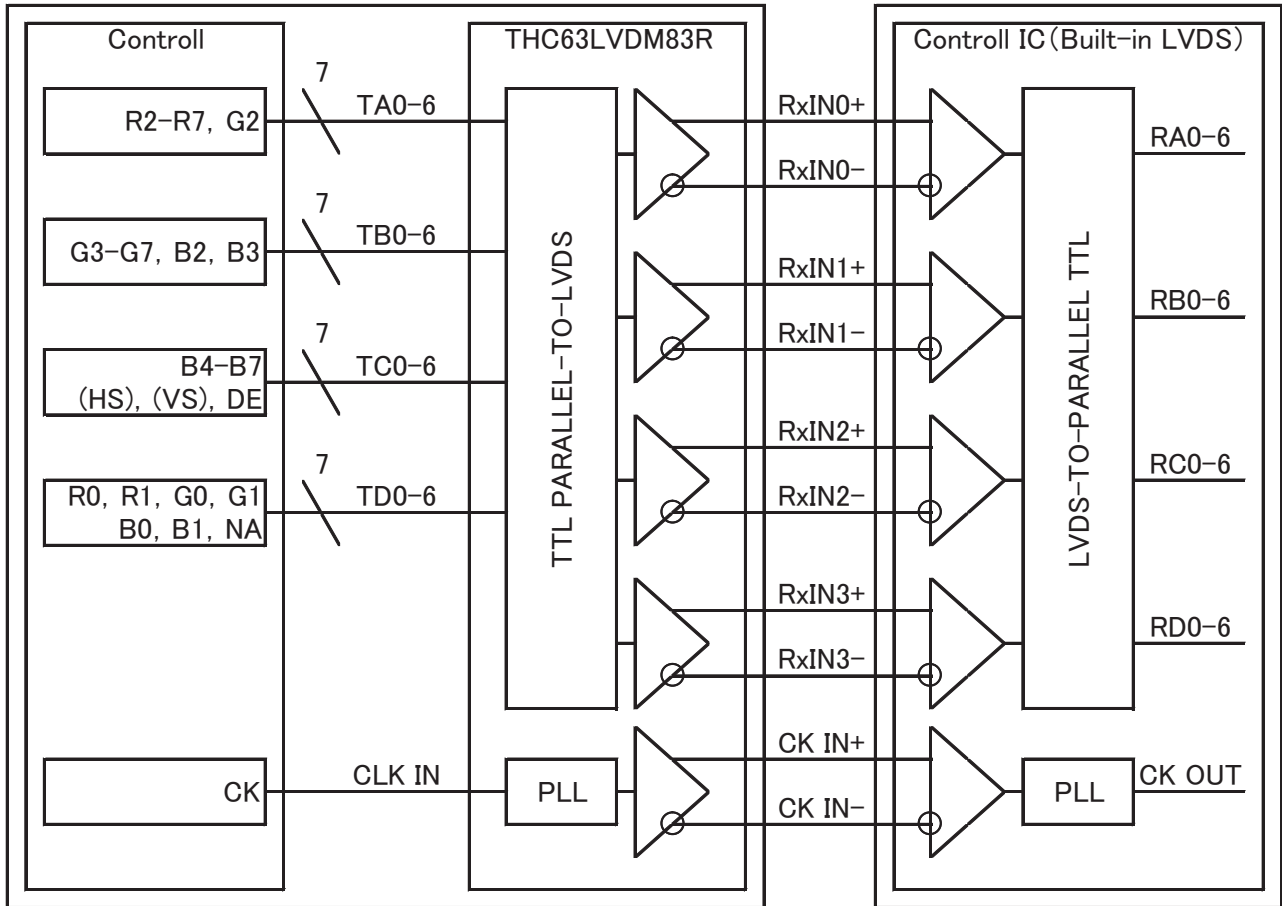 Controll
THC63LVDM83R
Controll IC(Built-in LVDS)
R2-R7, G2
7
TA0-6
RxIN0+
RxIN0-
RA0-6
G3-G7, B2, B3
7
TB0-6
RxIN1+
RxIN1-
RB0-6
B4-B7
(HS), (VS), DE
7
TC0-6
RxIN2+
RxIN2-
RC0-6
R0, R1, G0, G1
B0, B1, NA
7
TD0-6
RxIN3+
RxIN3-
RD0-6
TTL PARALLEL-TO-LVDS
LVDS-TO-PARALLEL TTL
CK
CLK IN
PLL
CK IN+
CK IN-
PLL
CK OUT